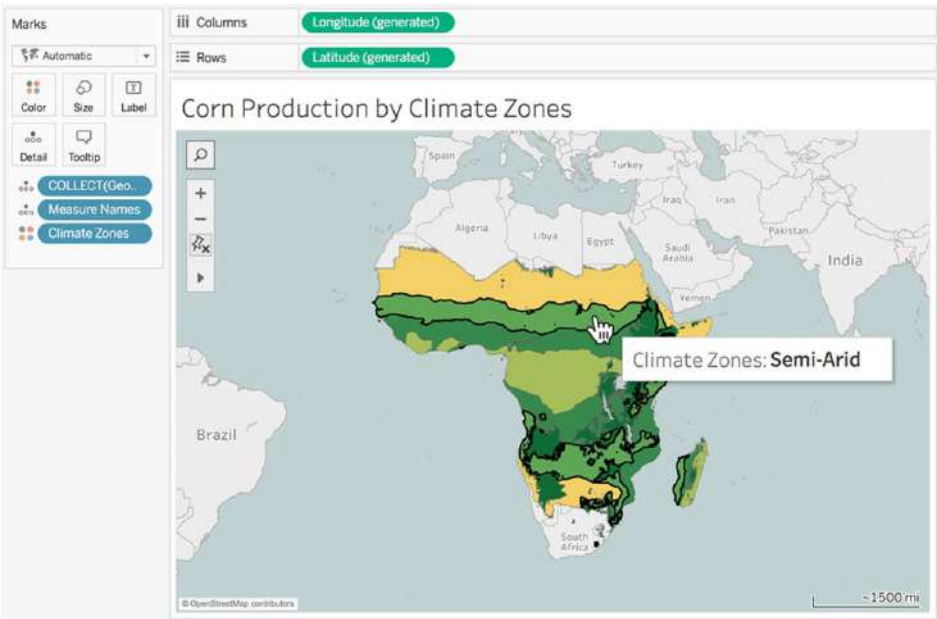 Marks
Automatic
Color Size Label
Detail Tooltip
COLLECT(Geo..
Measure Names
Climate Zones
Columns Longitude (generated)
Rows Latitude (generated)
Corn Production by Climate Zones
Spain
Turkey
Iraq
Iran
Algeria
Libya
Egypt
Pakistan
Saudi
Arabia
India
Yemen
Climate Zones: Semi-Arid
Brazil
South
Africa
© OpenStreetMap contributors
~1500 mi